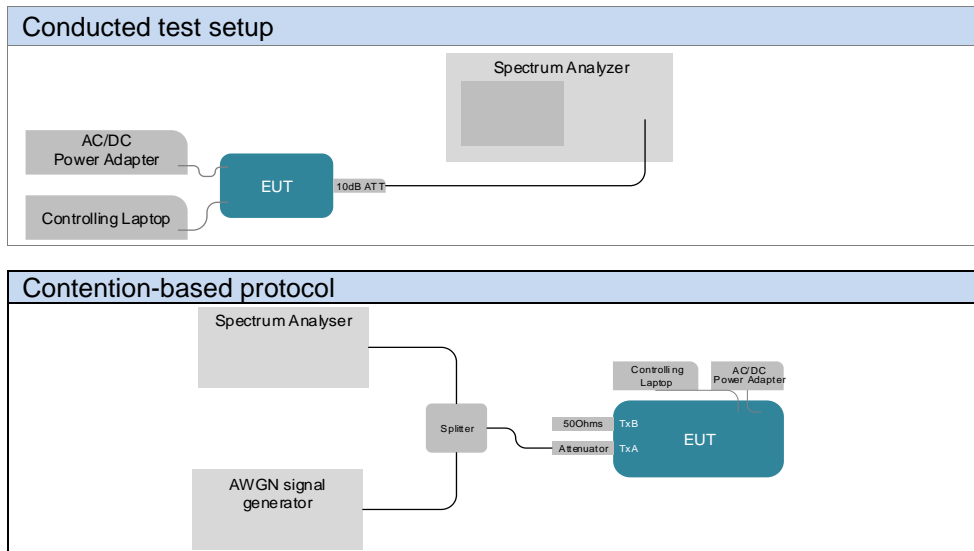 Conducted test setup
Spectrum Analyzer
AC/DC
Power Adapter
EUT
10dB ATT
Controlling Laptop
Contention-based protocol
Spectrum Analyser
Controlling
Laptop
AC/DC
Power Adapter
Splitter
50Ohms
TxB
EUT
Attenuator
TxA
AWGN signal
generator